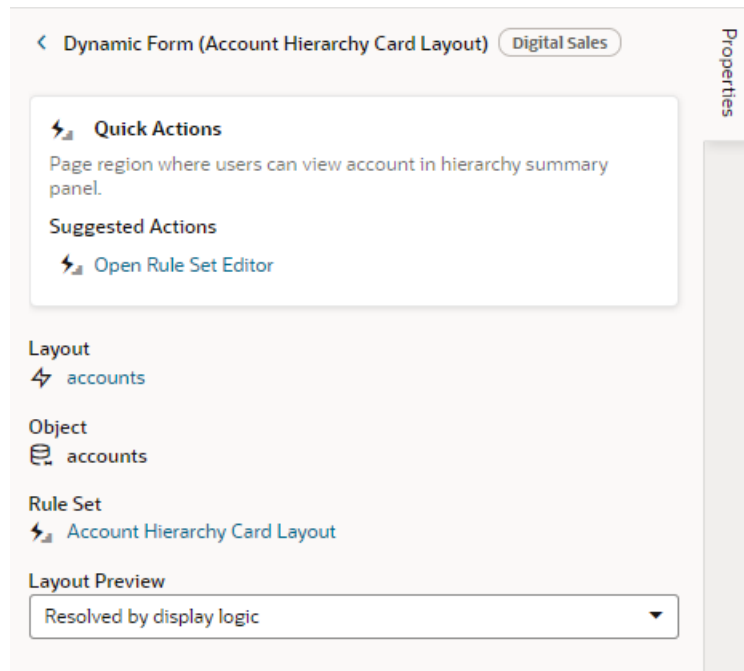 Dynamic Form (Account Hierarchy Card Layout) Digital Sales
Properties
Quick Actions
Page region where users can view account in hierarchy summary
panel.
Suggested Actions
Open Rule Set Editor
Layout
accounts
Object
accounts
Rule Set
Account Hierarchy Card Layout
Layout Preview
Resolved by display logic